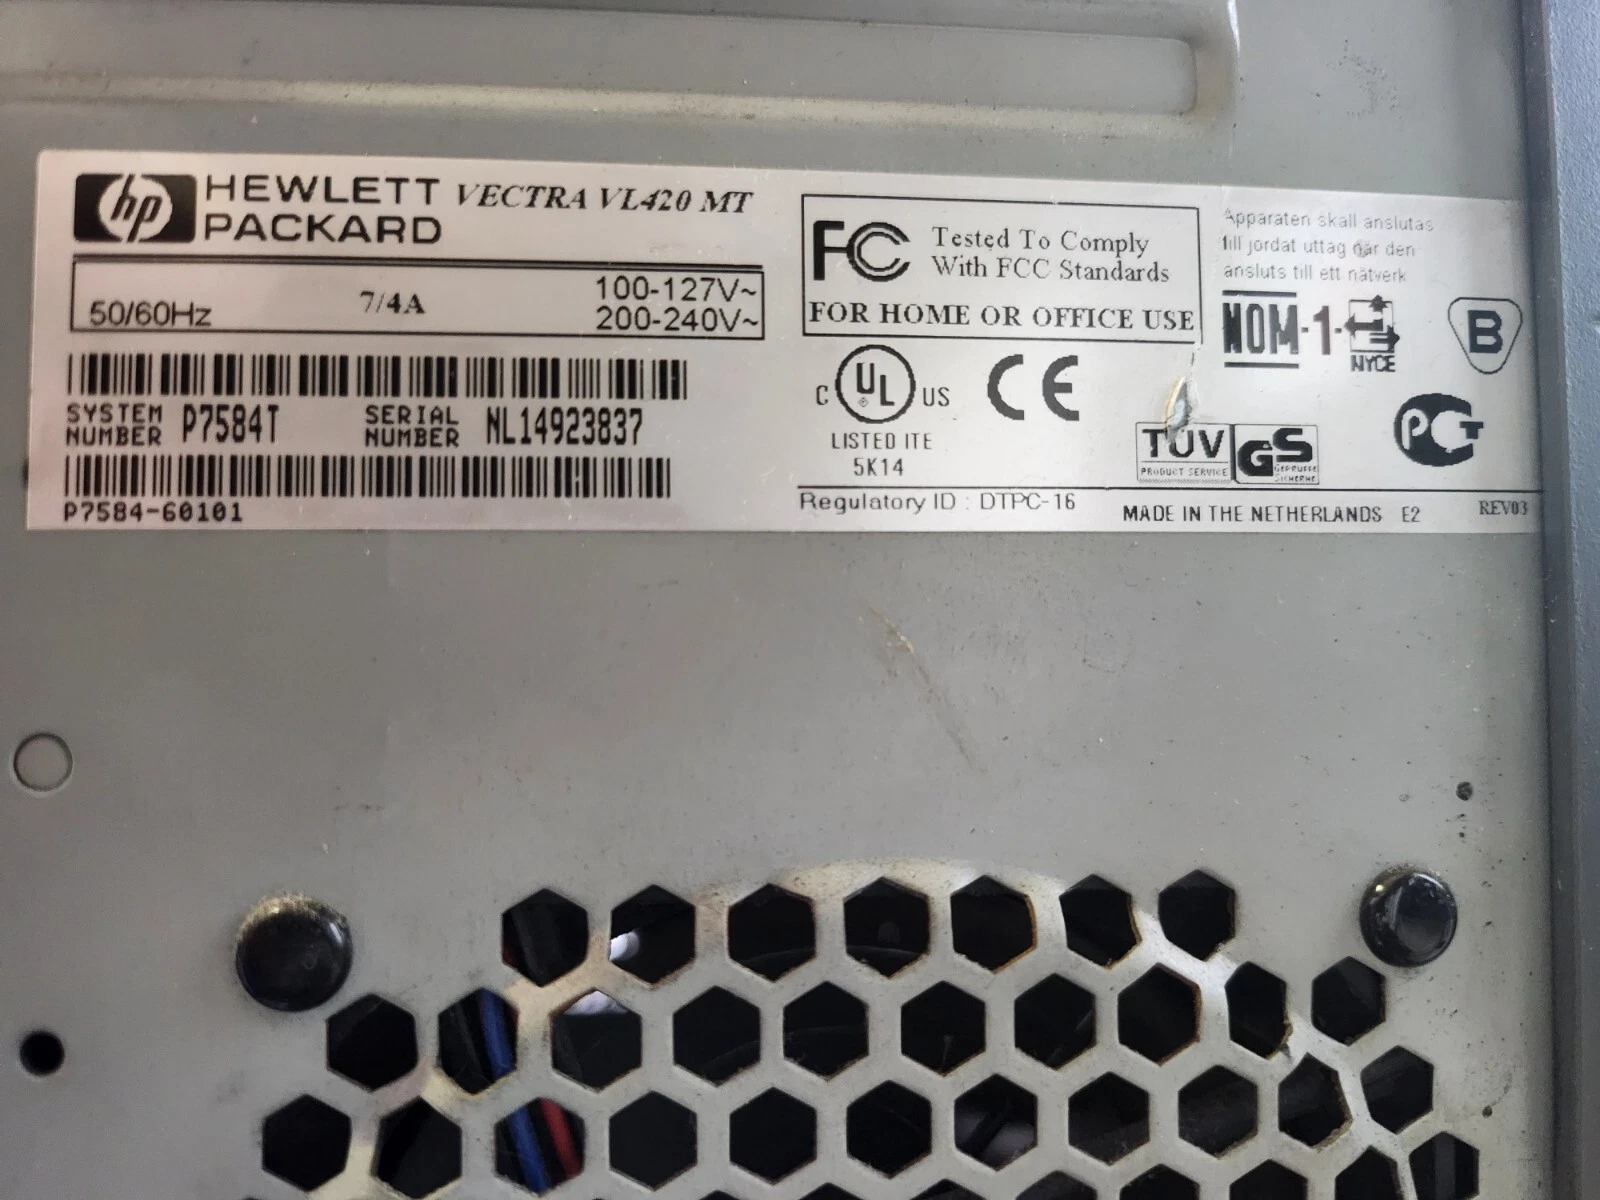 hp HEWLETT PACKARD VECTRA VL420 MT
50/60Hz 7/4A 100-127V~
200-240V~
SYSTEM NUMBER P7584T SERIAL NUMBER NL14923837
P7584-60101
FC Tested To Comply
With FCC Standards
FOR HOME OR OFFICE USE
C UL US
LISTED ITE
5K14
CE
Apparaten skall anslutas
till jordat uttag när den
ansluts till ett nätverk
NOM-1-
NYCE
B
TÜV
PRODUCT SERVICE
GS
GEPRÜFTE
SICHERHE
PCT
Regulatory ID : DTPC-16
MADE IN THE NETHERLANDS E2 REV03